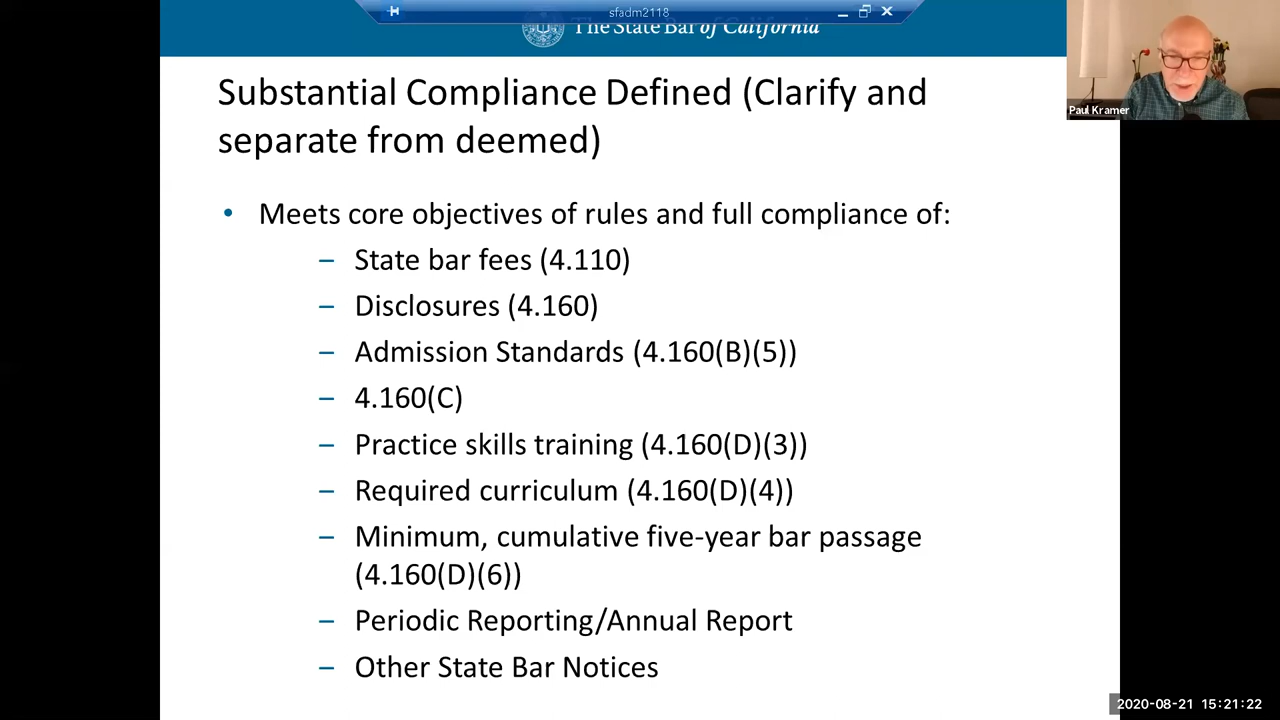 sfadm2118
The State Bar of California
Substantial Compliance Defined (Clarify and
separate from deemed)
Paul Kramer
• Meets core objectives of rules and full compliance of:
– State bar fees (4.110)
– Disclosures (4.160)
– Admission Standards (4.160(B)(5))
– 4.160(C)
– Practice skills training (4.160(D)(3))
– Required curriculum (4.160(D)(4))
– Minimum, cumulative five-year bar passage
(4.160(D)(6))
– Periodic Reporting/Annual Report
– Other State Bar Notices
2020-08-21 15:21:22